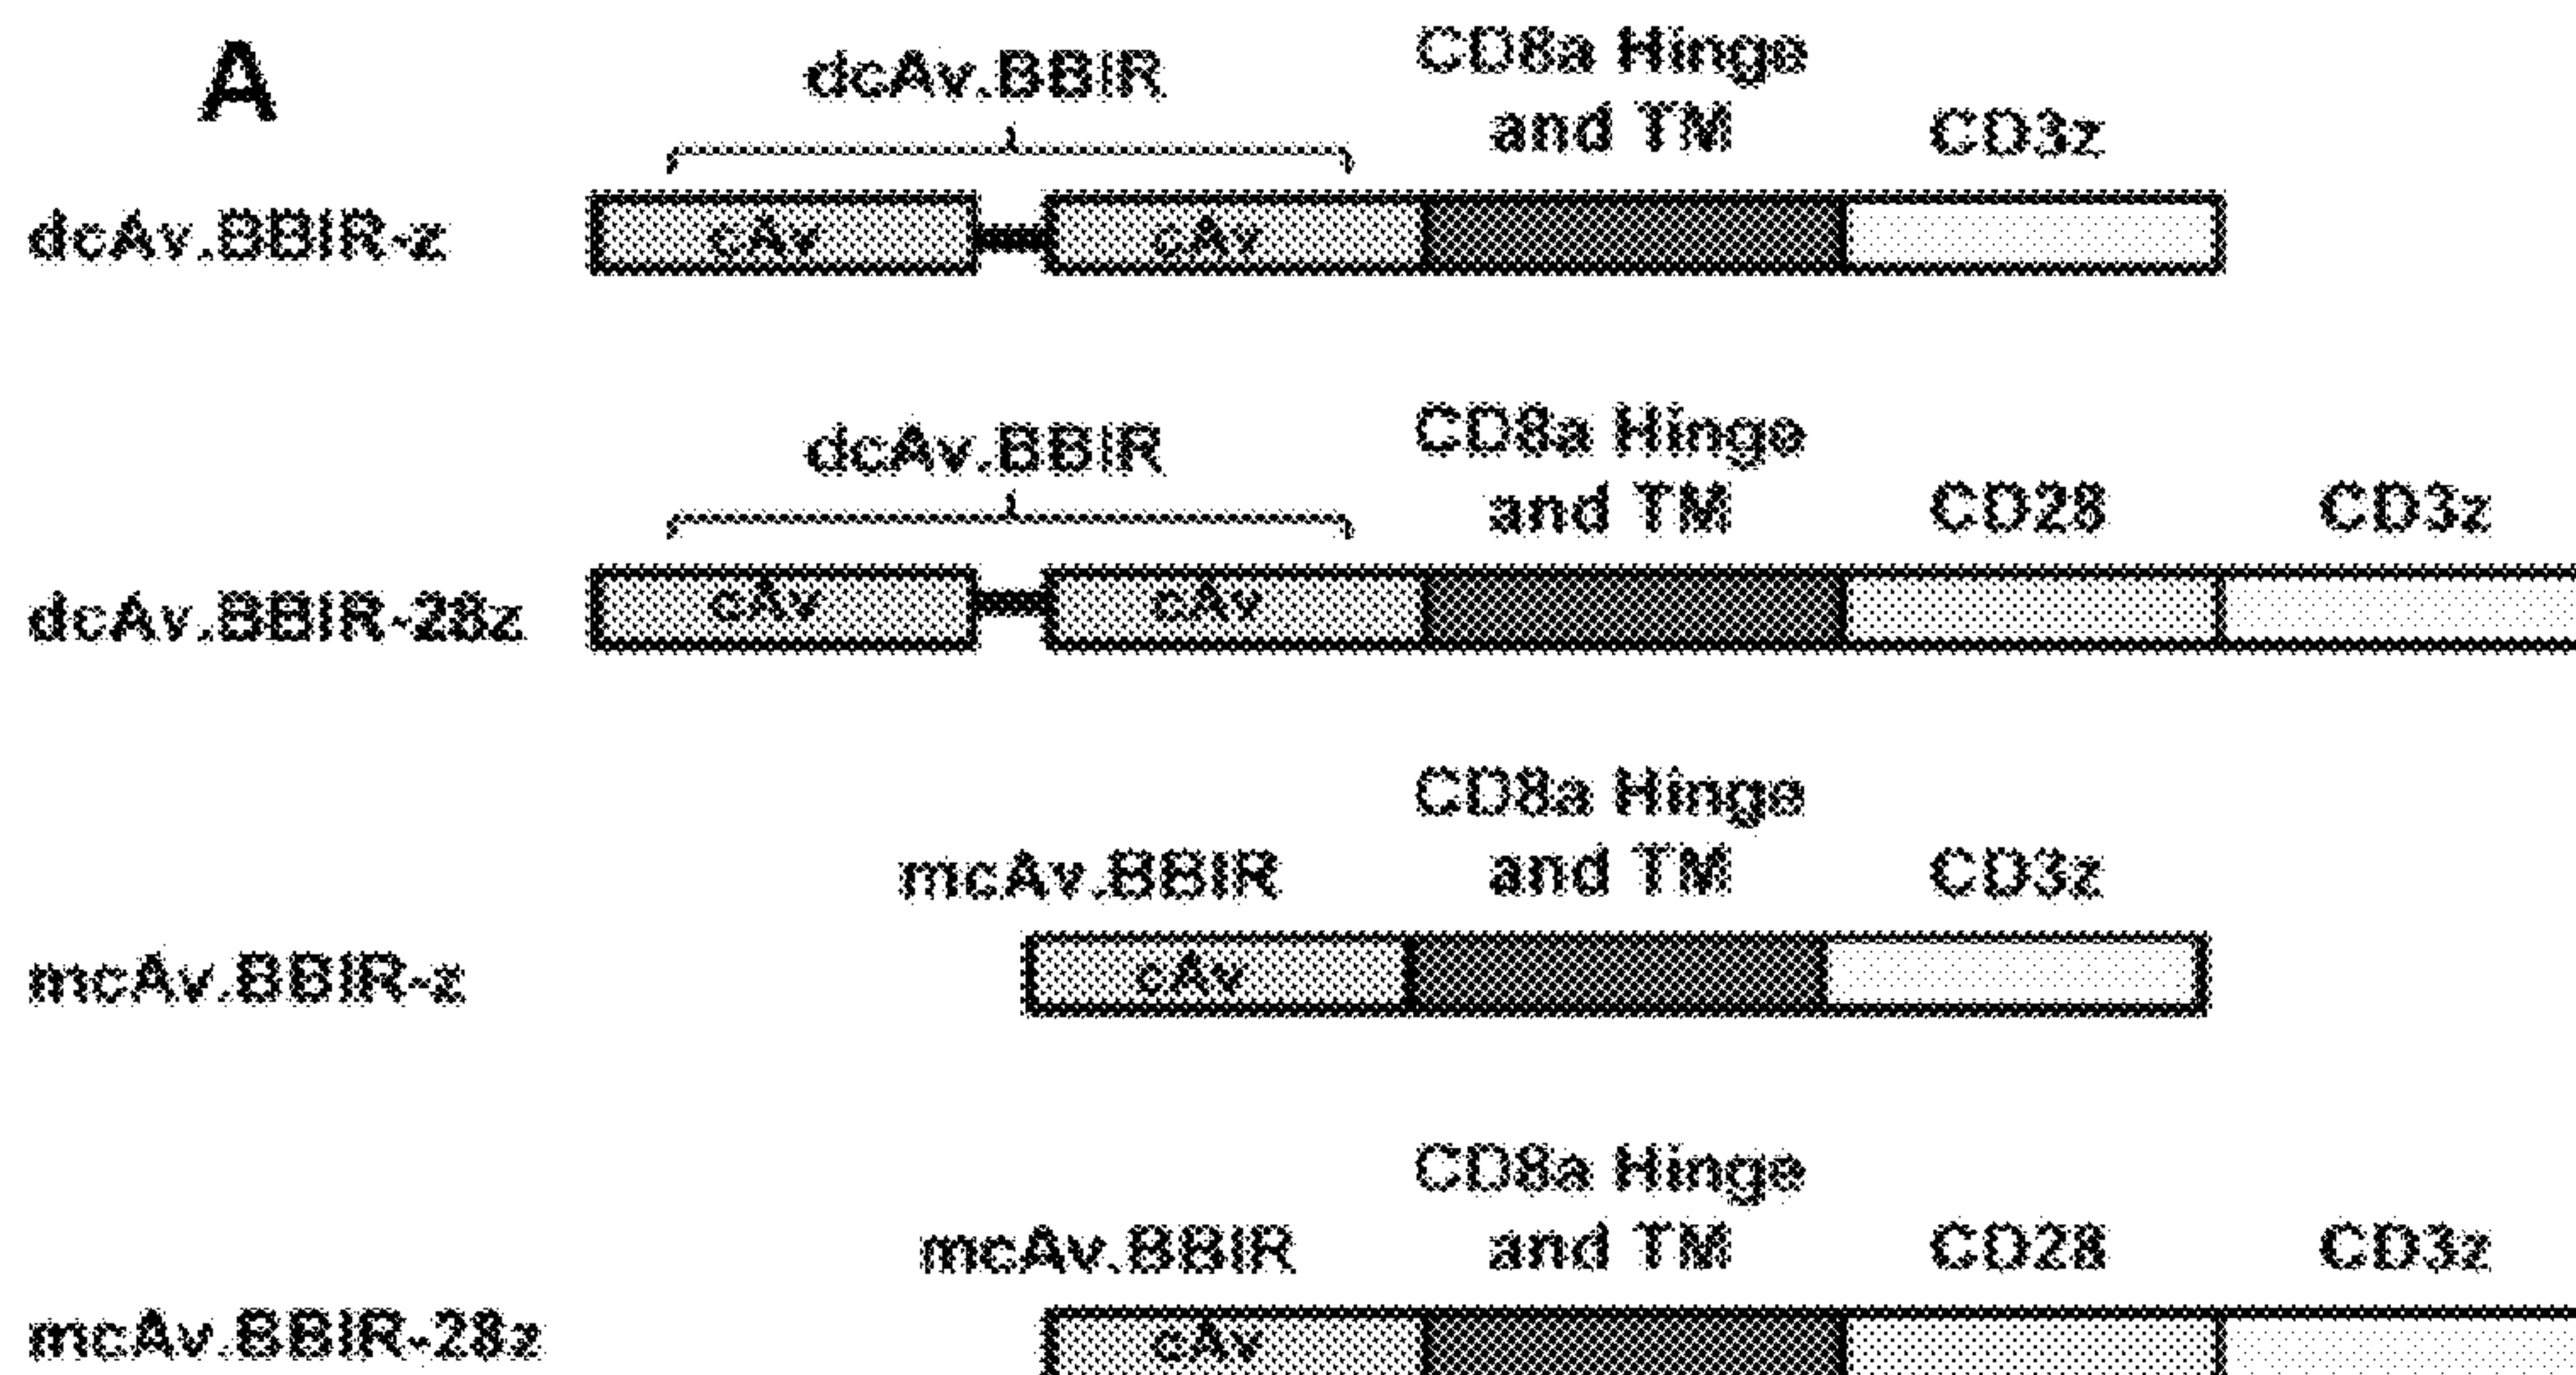 A
dcAv.BBIR
CD8a Hinge
and TM
CD3z
dcAv.BBIR-z
cAv
cAv
dcAv.BBIR
CD8a Hinge
and TM
CD28
CD3z
dcAv.BBIR-28z
cAv
cAv
mcAv.BBIR
CD8a Hinge
and TM
CD3z
mcAv.BBIR-z
cAv
mcAv.BBIR
CD8a Hinge
and TM
CD28
CD3z
mcAv.BBIR-28z
cAv